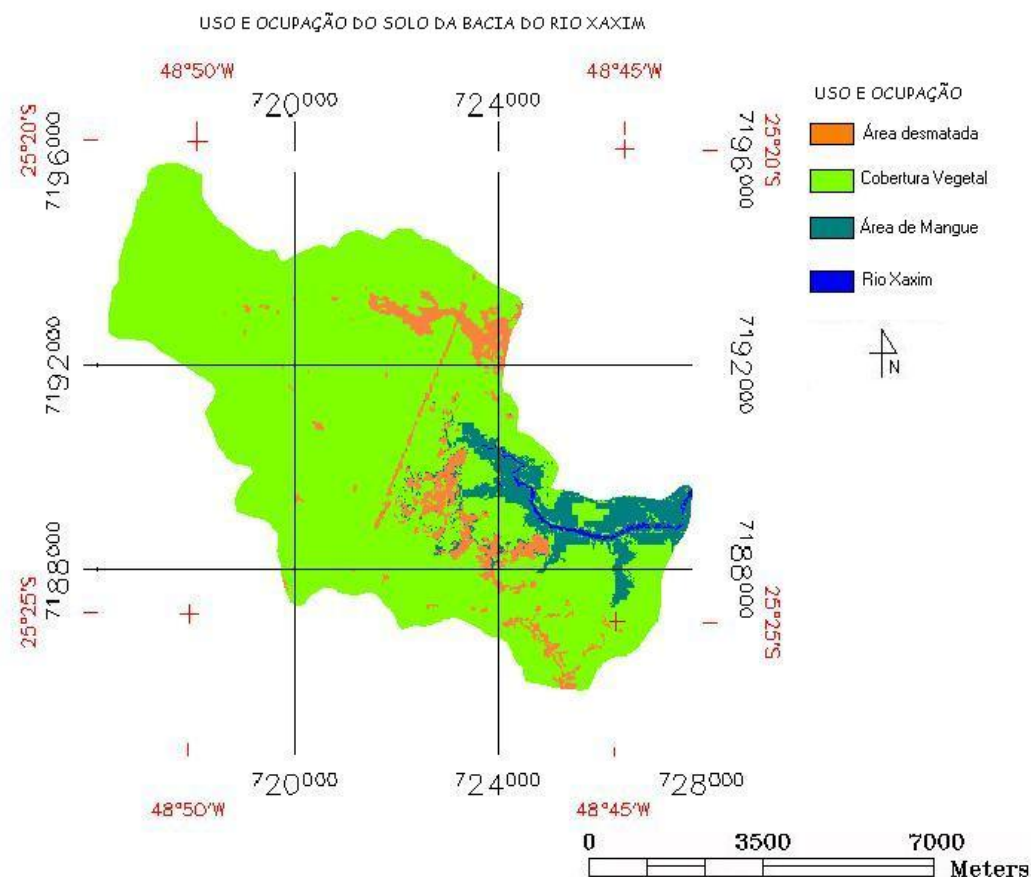 USO E OCUPAÇÃO DO SOLO DA BACIA DO RIO XAXIM
48°50'W
48°45'W
720000
724000
25°20'S
7196000
7196000
25°20'S
USO E OCUPAÇÃO
Área desmatada
Cobertura Vegetal
Área de Mangue
Rio Xaxim
N
7192000
7192000
7188000
7188000
25°25'S
25°25'S
720000
724000
728000
48°50'W
48°45'W
0 3500 7000
Meters